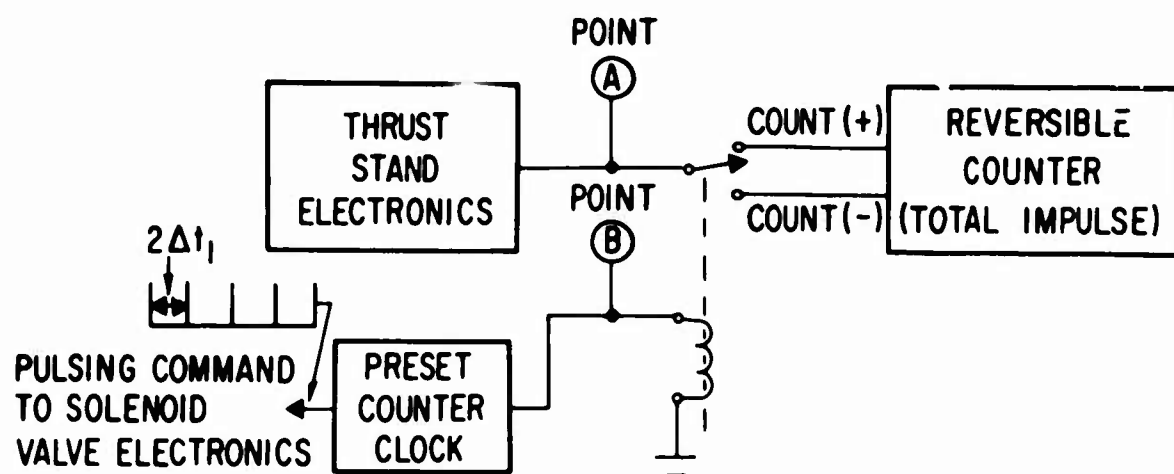 POINT
A
THRUST
STAND
ELECTRONICS
COUNT (+)
COUNT (-)
REVERSIBLE
COUNTER
(TOTAL IMPULSE)
POINT
B
2Δt₁
PULSING COMMAND
TO SOLENOID
VALVE ELECTRONICS
PRESET
COUNTER
CLOCK